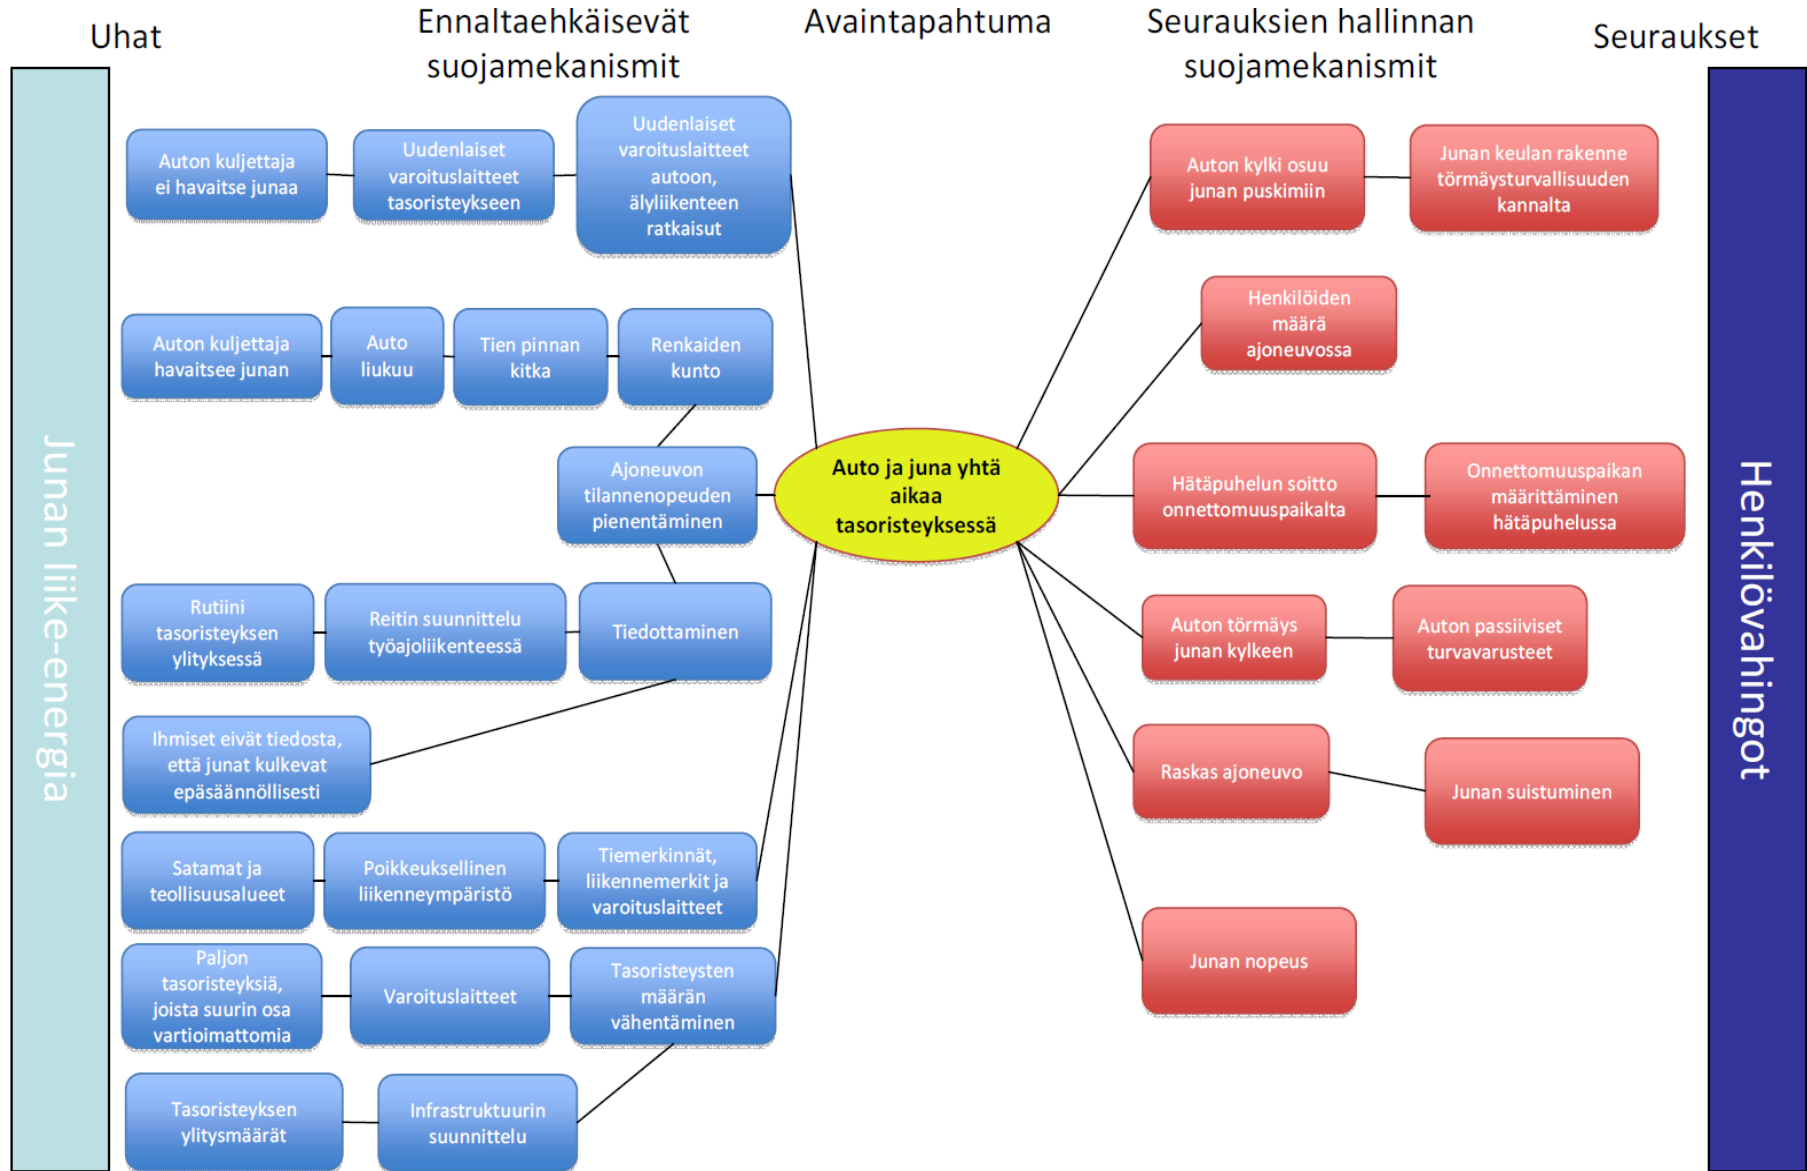 Uhat
Ennaltaehkäisevät
suojamekanismit
Avaintapahtuma
Seurauksien hallinnan
suojamekanismit
Seuraukset
Junan liike-energia
Auton kuljettaja
ei havaitse junaa
Uudenlaiset
varoituslaitteet
tasoristeykseen
Uudenlaiset
varoituslaitteet
autoon,
älyliikenteen
ratkaisut
Auton kuljettaja
havaitsee junan
Auto
liukuu
Tien pinnan
kitka
Renkaiden
kunto
Ajoneuvon
tilannenopeuden
pienentäminen
Rutiini
tasoristeyksen
ylityksessä
Reitin suunnittelu
työajoliikenteessä
Tiedottaminen
Ihmiset eivät tiedosta,
että junat kulkevat
epäsäännöllisesti
Satamat ja
teollisuusalueet
Poikkeuksellinen
liikenneympäristö
Tiemerkinnät,
liikennemerkit ja
varoituslaitteet
Paljon
tasoristeyksiä,
joista suurin osa
vartioimattomia
Varoituslaitteet
Tasoristeysten
määrän
vähentäminen
Tasoristeyksen
ylitysmäärät
Infrastruktuurin
suunnittelu
Auto ja juna yhtä
aikaa
tasoristeyksessä
Auton kylki osuu
junan puskimiin
Junan keulan rakenne
törmäysturvallisuuden
kannalta
Henkilöiden
määrä
ajoneuvossa
Hätäpuhelun soitto
onnettomuuspaikalta
Onnettomuuspaikan
määrittäminen
hätäpuhelussa
Auton törmäys
junan kylkeen
Auton passiiviset
turvavarusteet
Raskas ajoneuvo
Junan suistuminen
Junan nopeus
Henkilövahingot